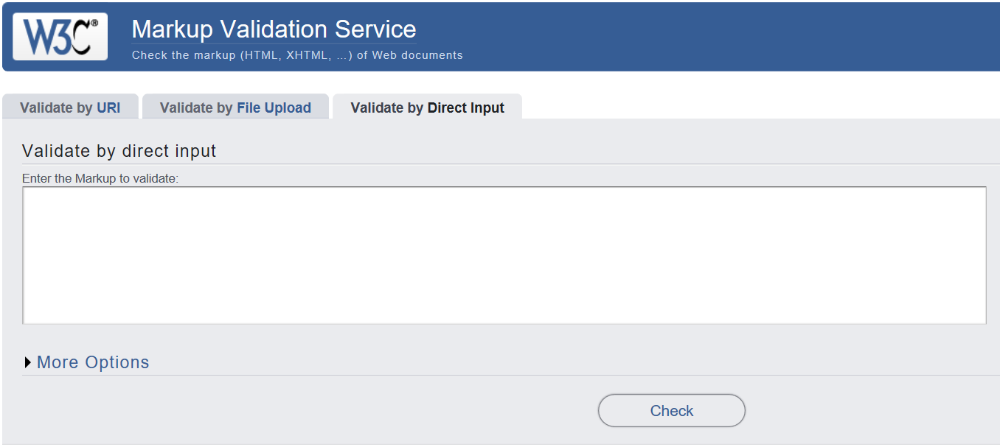 W3C®
Markup Validation Service
Check the markup (HTML, XHTML, …) of Web documents
Validate by URI
Validate by File Upload
Validate by Direct Input
Validate by direct input
Enter the Markup to validate:
More Options
Check